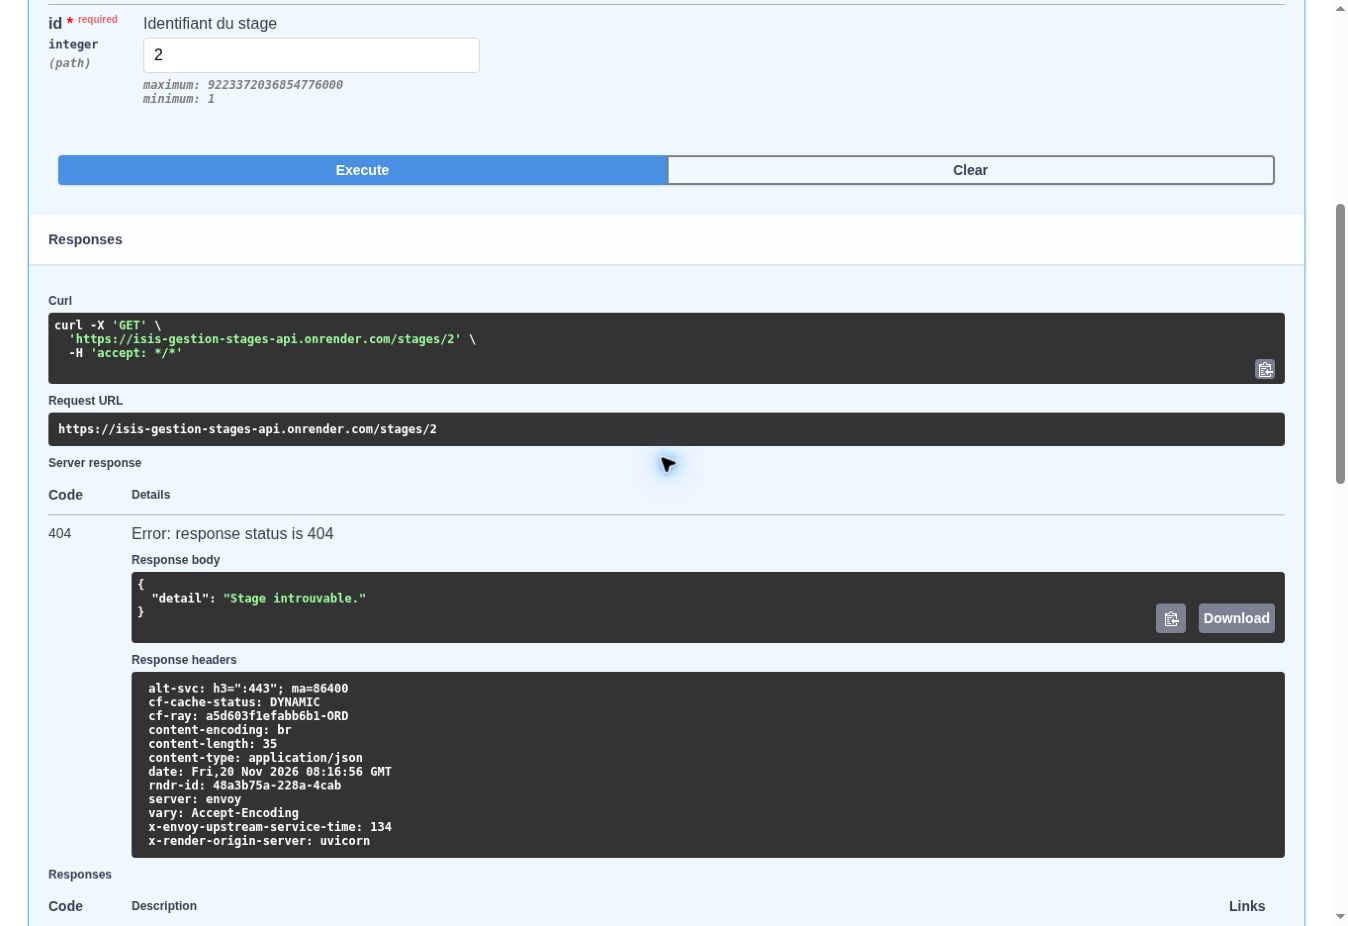 id * required Identifiant du stage
integer
(path)
2
maximum: 9223372036854776000
minimum: 1
Execute Clear
Responses
Curl
curl -X 'GET' \
'https://isis-gestion-stages-api.onrender.com/stages/2' \
-H 'accept: */*'
Request URL
https://isis-gestion-stages-api.onrender.com/stages/2
Server response
Code Details
404 Error: response status is 404
Response body
{
"detail": "Stage introuvable."
}
Download
Response headers
alt-svc: h3=":443"; ma=86400
cf-cache-status: DYNAMIC
cf-ray: a5d603f1efabb6b1-ORD
content-encoding: br
content-length: 35
content-type: application/json
date: Fri,20 Nov 2026 08:16:56 GMT
rndr-id: 48a3b75a-228a-4cab
server: envoy
vary: Accept-Encoding
x-envoy-upstream-service-time: 134
x-render-origin-server: uvicorn
Responses
Code Description Links